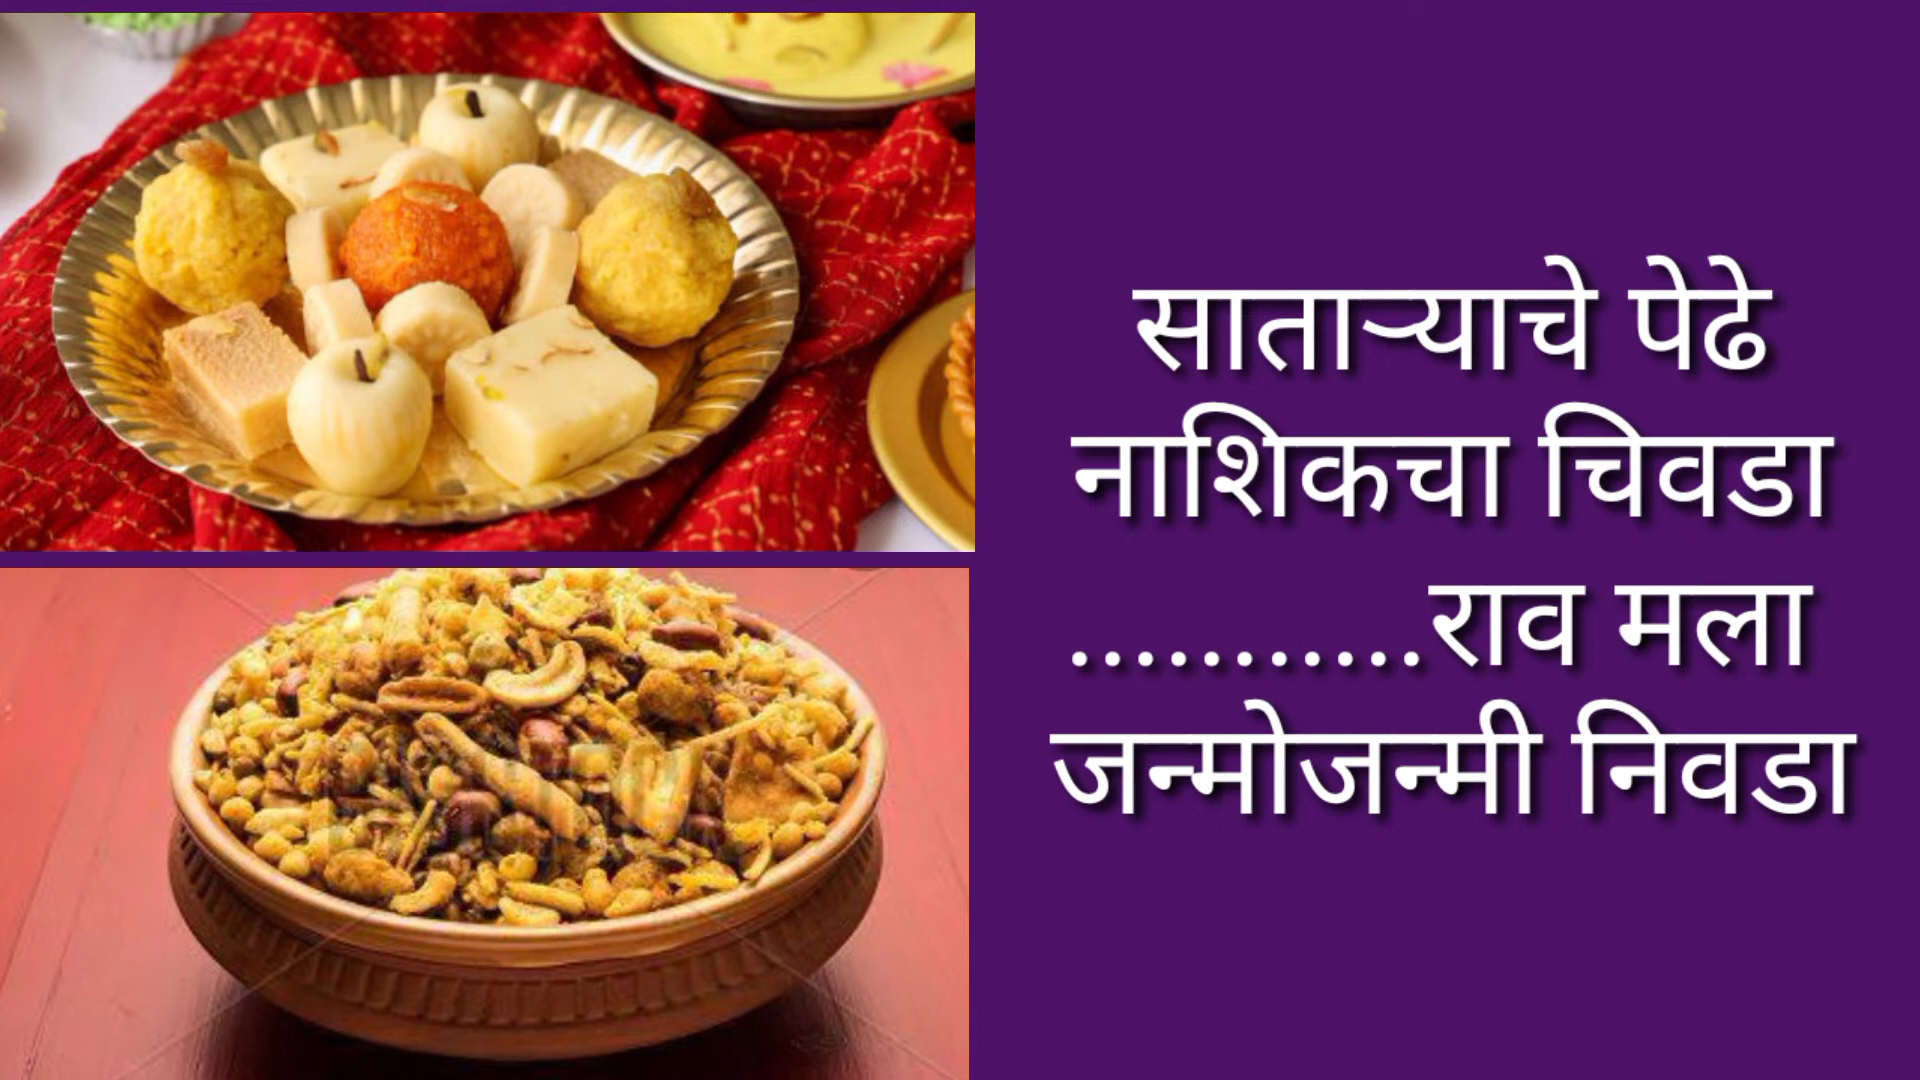 साताऱ्याचे पेढे
नाशिकचा चिवडा
...........राव मला
जन्मोजन्मी निवडा